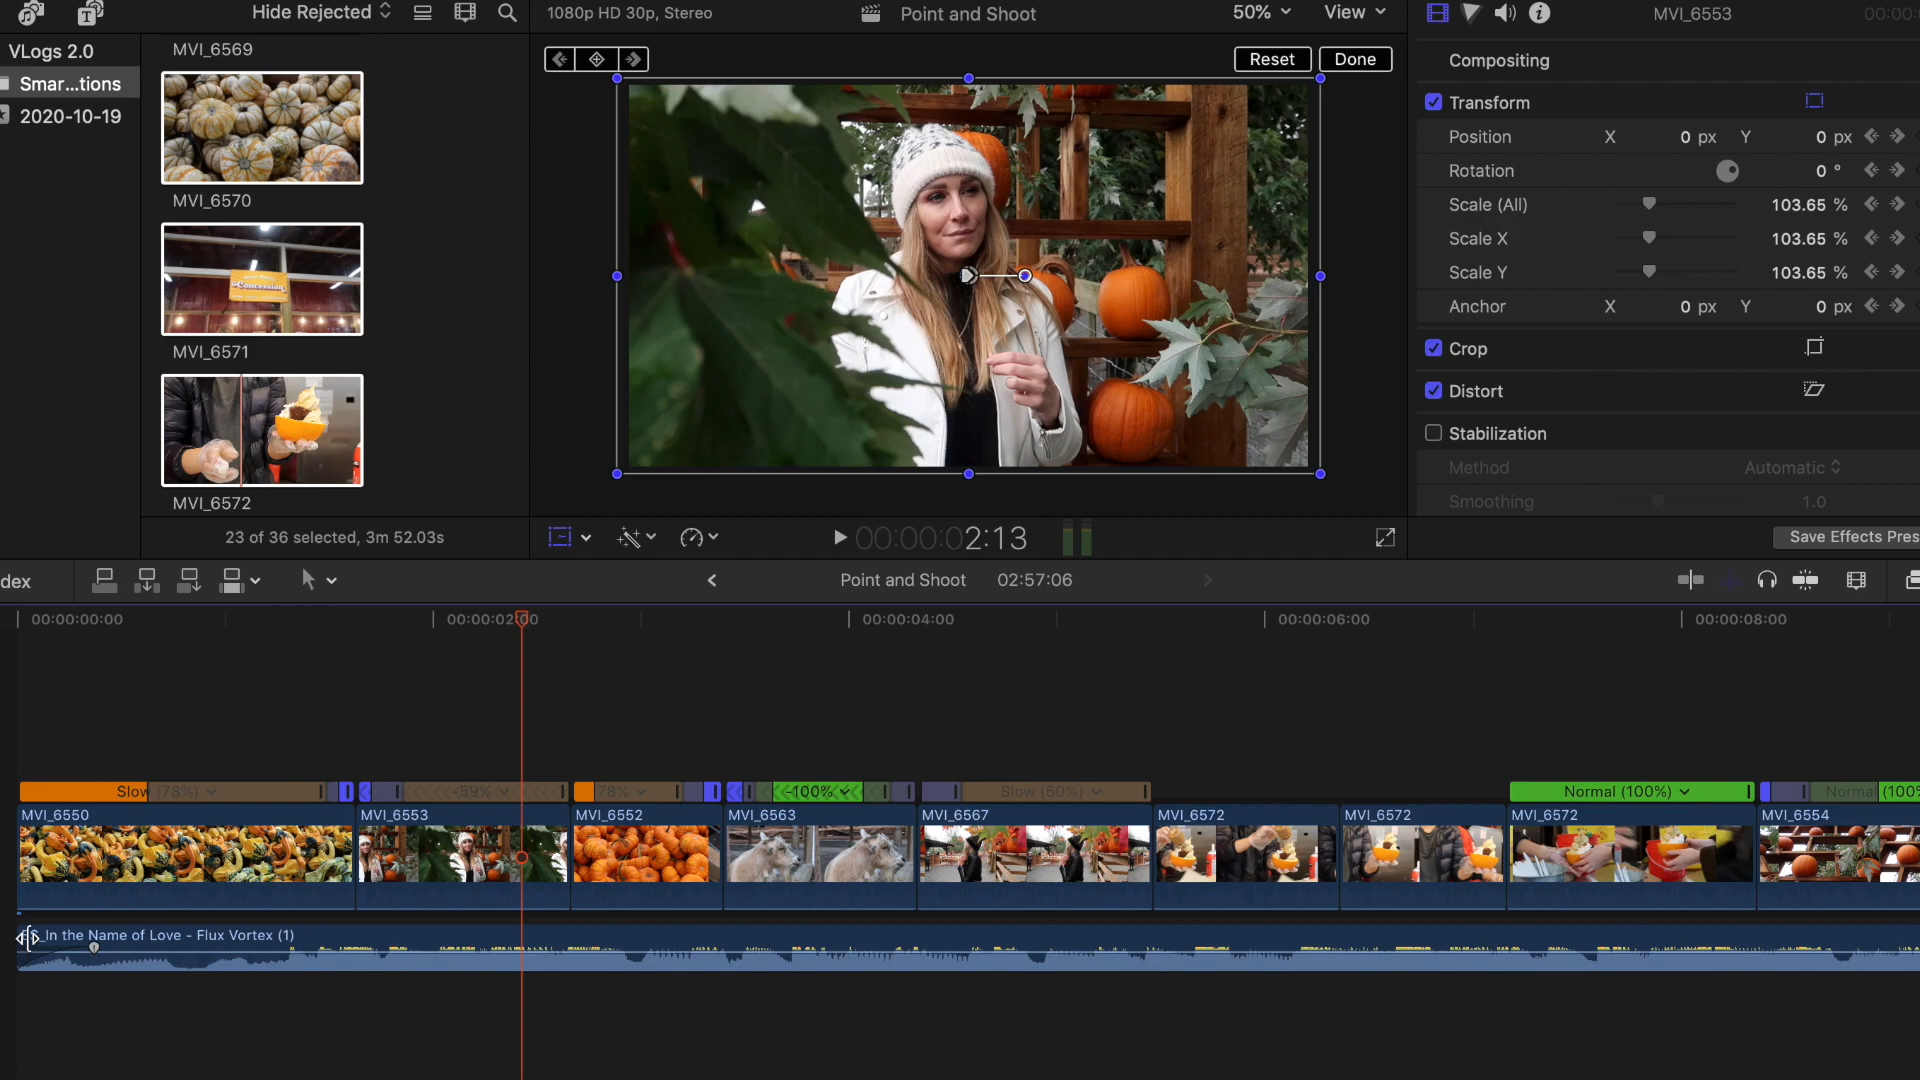 Hide Rejected
1080p HD 30p, Stereo
Point and Shoot
50%
View
MVI_6553
00:00:
VLogs 2.0
Smar...tions
2020-10-19
MVI_6569
MVI_6570
Concession
MVI_6571
MVI_6572
23 of 36 selected, 3m 52.03s
Reset
Done
00:00:02:13
Compositing
Transform
Position X 0 px Y 0 px
Rotation 0 °
Scale (All) 103.65 %
Scale X 103.65 %
Scale Y 103.65 %
Anchor X 0 px Y 0 px
Crop
Distort
Stabilization
Method Automatic
Smoothing 1.0
Save Effects Pres
dex
Point and Shoot 02:57:06
00:00:00:00
00:00:02:00
00:00:04:00
00:00:06:00
00:00:08:00
Slow (78%)
-59%
78%
-100%
Slow (50%)
Normal (100%)
Normal (100%
MVI_6550
MVI_6553
MVI_6552
MVI_6563
MVI_6567
MVI_6572
MVI_6572
MVI_6572
MVI_6554
In the Name of Love - Flux Vortex (1)